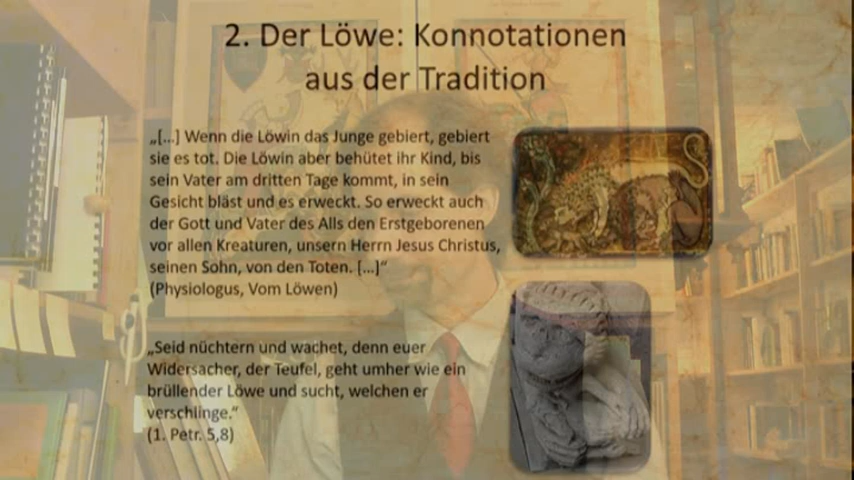 2. Der Löwe: Konnotationen
aus der Tradition
„[...] Wenn die Löwin das Junge gebiert, gebiert
sie es tot. Die Löwin aber behütet ihr Kind, bis
sein Vater am dritten Tage kommt, in sein
Gesicht bläst und es erweckt. So erweckt auch
der Gott und Vater des Alls den Erstgeborenen
vor allen Kreaturen, unsern Herrn Jesus Christus,
seinen Sohn, von den Toten. [...]“
(Physiologus, Vom Löwen)
„Seid nüchtern und wachet, denn euer
Widersacher, der Teufel, geht umher wie ein
brüllender Löwe und sucht, welchen er
verschlinge.“
(1. Petr. 5,8)